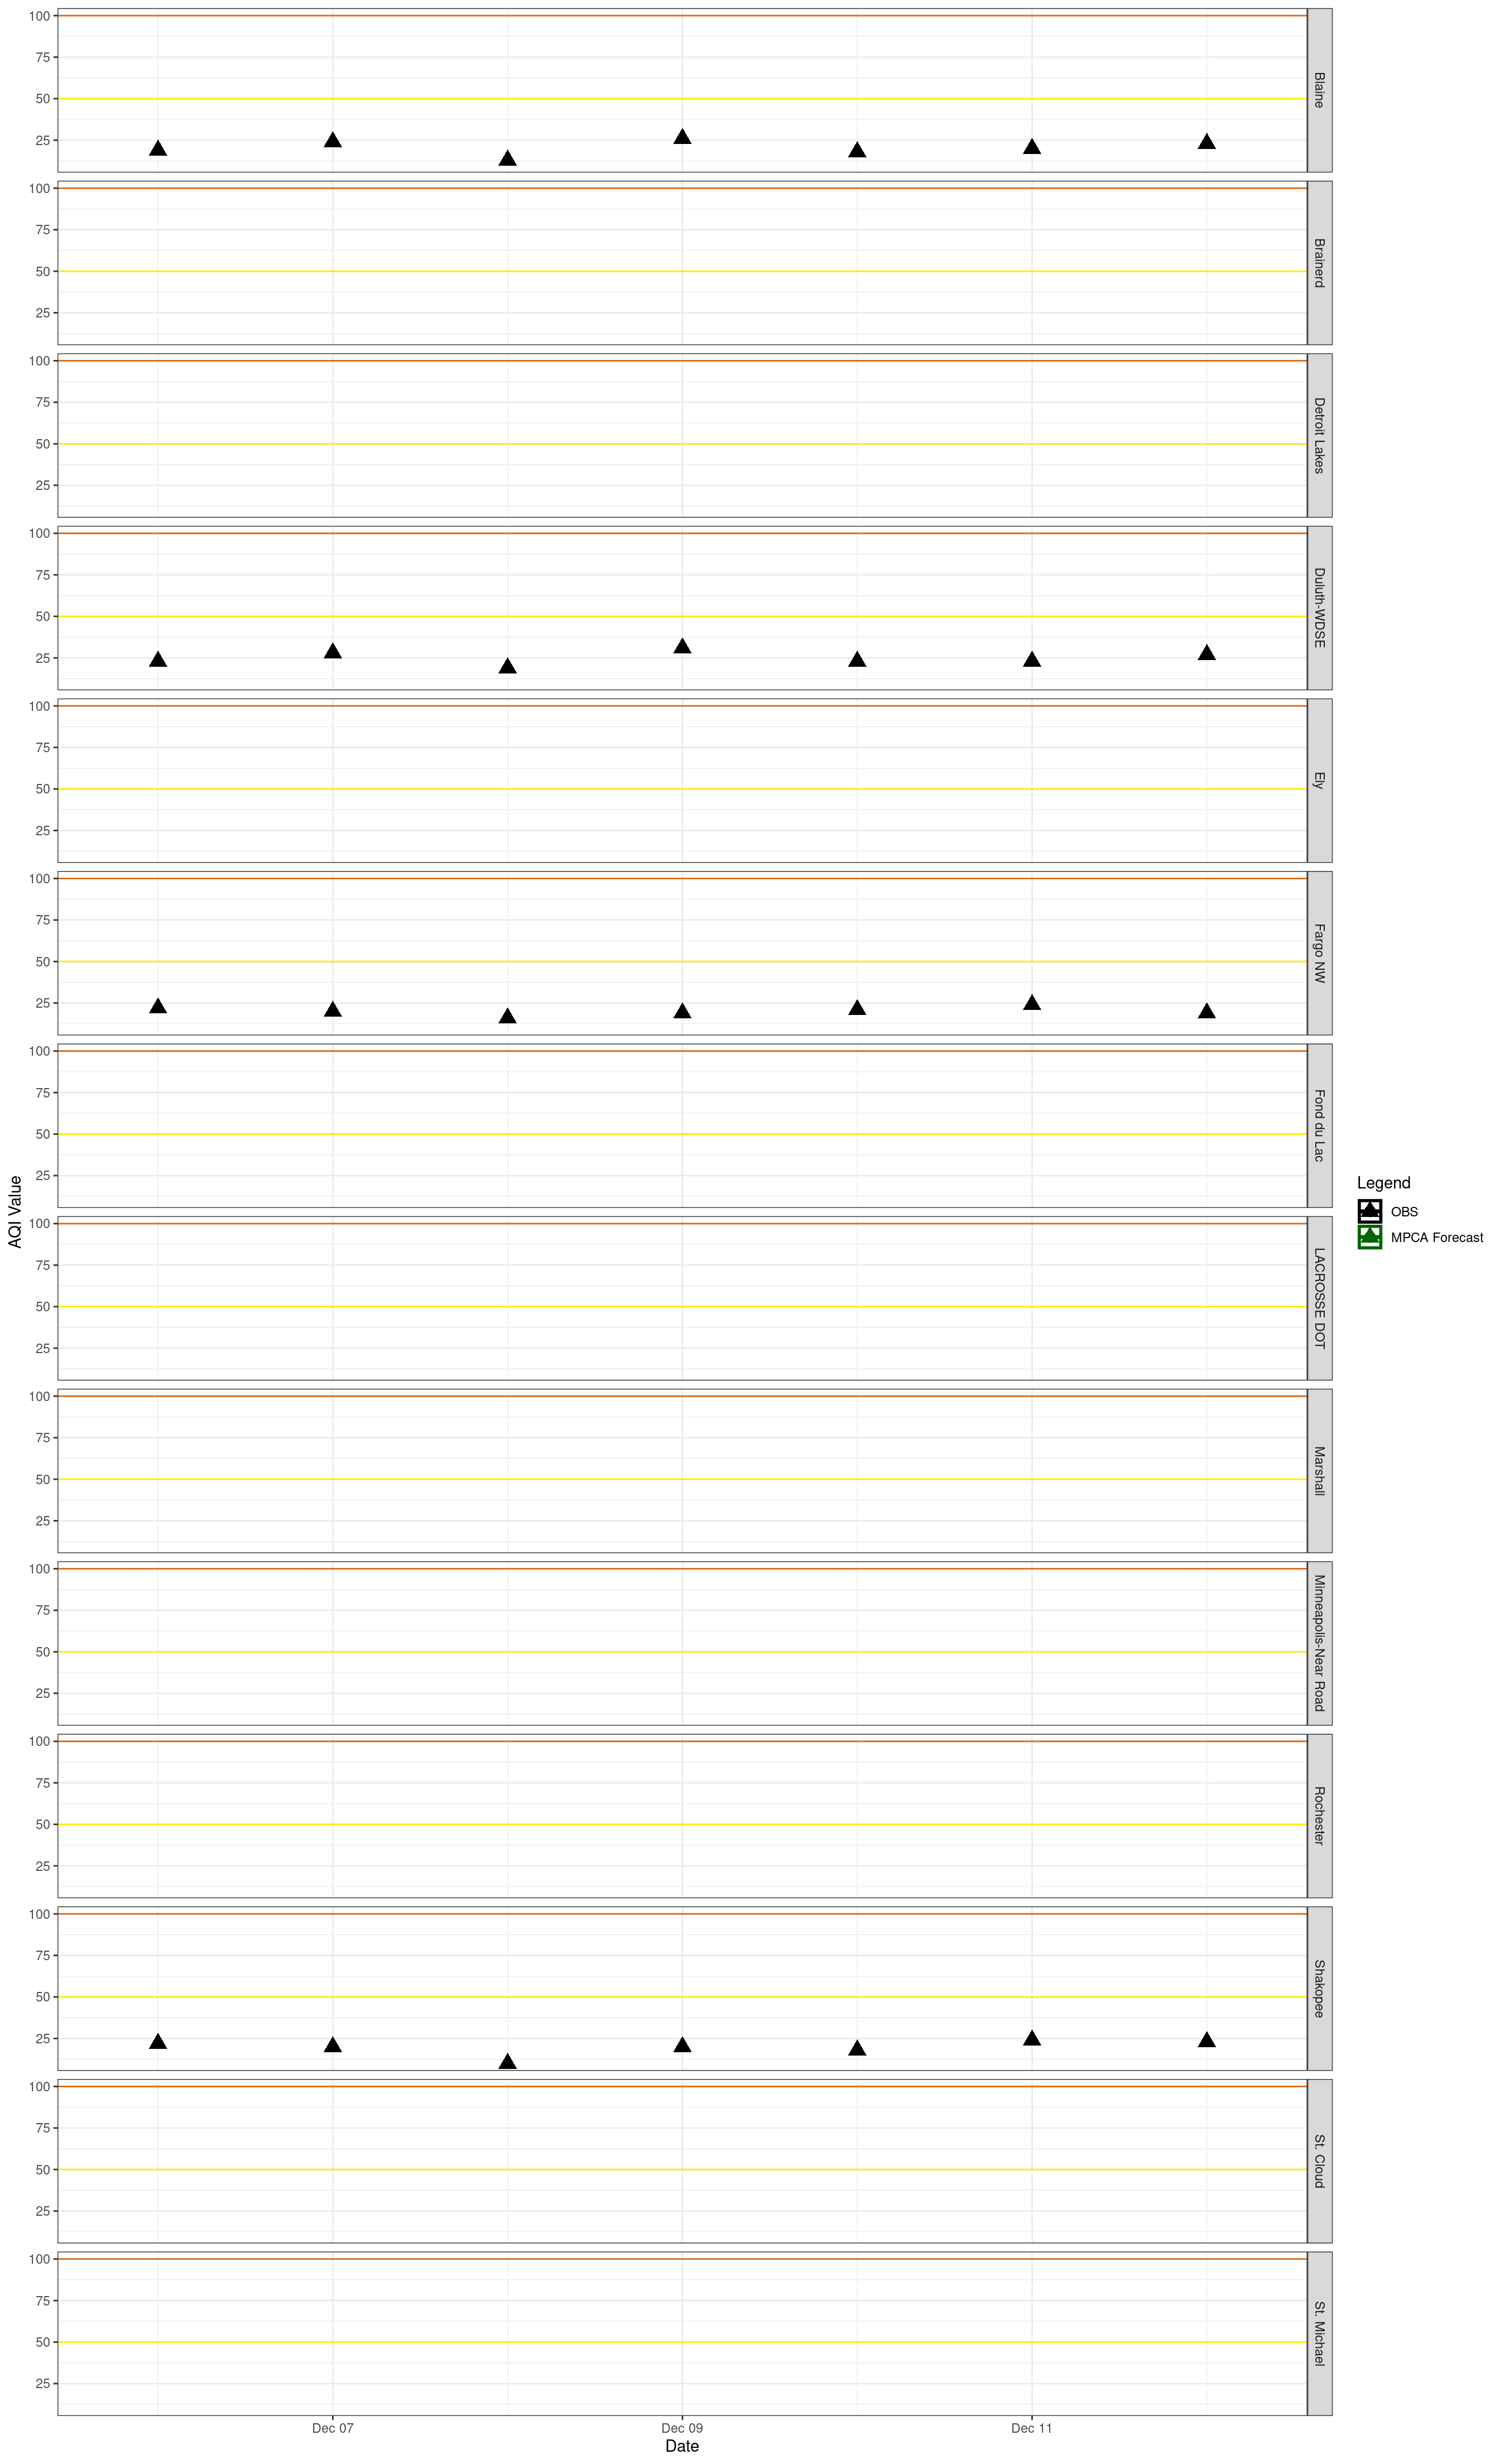 100
75
50
25
Blaine
100
75
50
25
Brainerd
100
75
50
25
Detroit Lakes
100
75
50
25
Duluth-WDSE
100
75
50
25
Ely
100
75
50
25
Fargo NW
100
75
50
25
Fond du Lac
100
75
50
25
LACROSSE DOT
100
75
50
25
Marshall
100
75
50
25
Minneapolis-Near Road
100
75
50
25
Rochester
100
75
50
25
Shakopee
100
75
50
25
St. Cloud
100
75
50
25
St. Michael
Dec 07
Dec 09
Dec 11
Date
AQI Value
Legend
OBS
MPCA Forecast